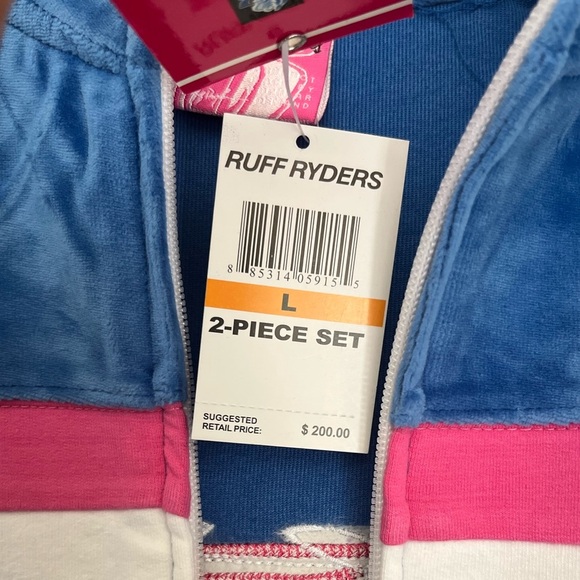 RUFF RYDERS
8 85314 05915 5
L
2-PIECE SET
SUGGESTED
RETAIL PRICE: $ 200.00